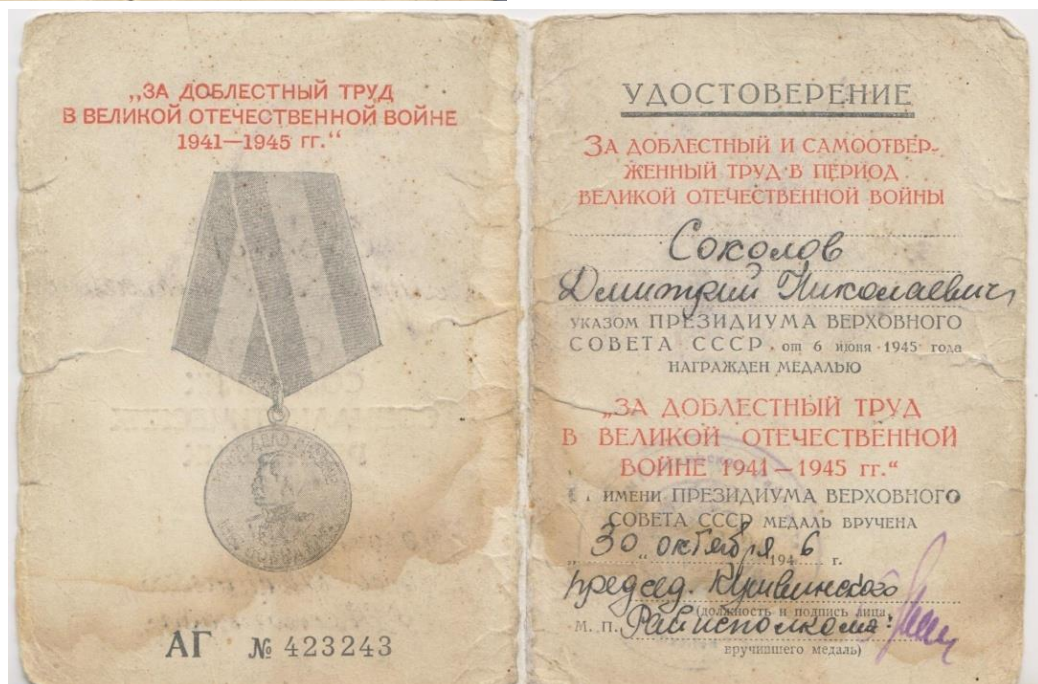 „ЗА ДОБЛЕСТНЫЙ ТРУД
В ВЕЛИКОЙ ОТЕЧЕСТВЕННОЙ ВОЙНЕ
1941—1945 гг.“
АГ № 423243
УДОСТОВЕРЕНИЕ
ЗА ДОБЛЕСТНЫЙ И САМООТВЕР-
ЖЕННЫЙ ТРУД В ПЕРИОД
ВЕЛИКОЙ ОТЕЧЕСТВЕННОЙ ВОЙНЫ
Соколов
Дмитрий Николаевич
УКАЗОМ ПРЕЗИДИУМА ВЕРХОВНОГО
СОВЕТА СССР от 6 июня 1945 года
НАГРАЖДЕН МЕДАЛЬЮ
„ЗА ДОБЛЕСТНЫЙ ТРУД
В ВЕЛИКОЙ ОТЕЧЕСТВЕННОЙ
ВОЙНЕ 1941—1945 гг.“
ИМЕНИ ПРЕЗИДИУМА ВЕРХОВНОГО
СОВЕТА СССР МЕДАЛЬ ВРУЧЕНА
„30“ октября 1946 г.
председ.
(должность и подпись лица,
М. П. Райисполкома:
вручившего медаль)